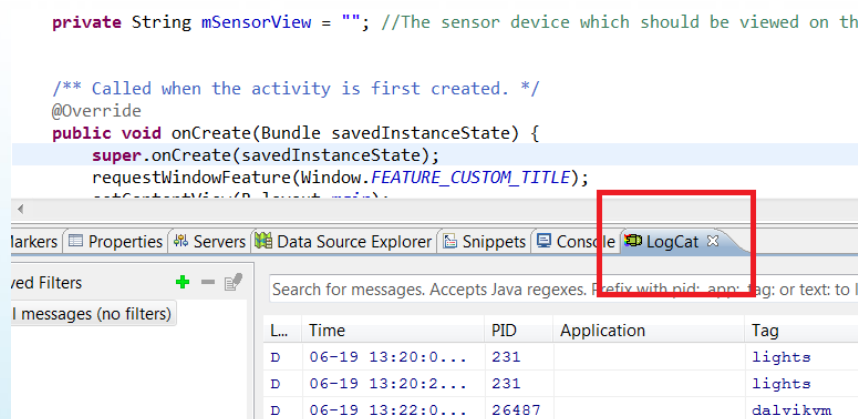 private String mSensorView = ""; //The sensor device which should be viewed on th
/** Called when the activity is first created. */
@Override
public void onCreate(Bundle savedInstanceState) {
super.onCreate(savedInstanceState);
requestWindowFeature(Window.FEATURE_CUSTOM_TITLE);
setContentView(R.layout.main);
Markers Properties Servers Data Source Explorer Snippets Console LogCat
ved Filters
Search for messages. Accepts Java regexes. Prefix with pid: app: tag: or text: to l
l messages (no filters)
L... Time PID Application Tag
D 06-19 13:20:0... 231 lights
D 06-19 13:20:2... 231 lights
D 06-19 13:22:0... 26487 dalvikvm